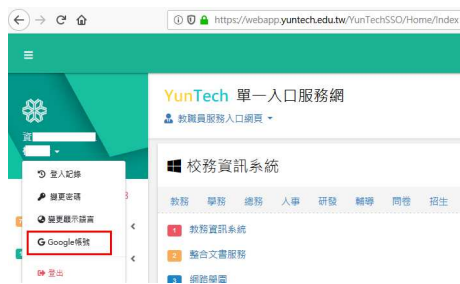 https://webapp.yuntech.edu.tw/YunTechSSO/Home/Index
YunTech 單一入口服務網
教職員服務入口網頁
資
登入記錄
變更密碼
變更顯示語言
Google帳號
登出
校務資訊系統
教務 學務 總務 人事 研發 輔導 問卷 招生
1 教務資訊系統
2 整合文書服務
3 網路學園